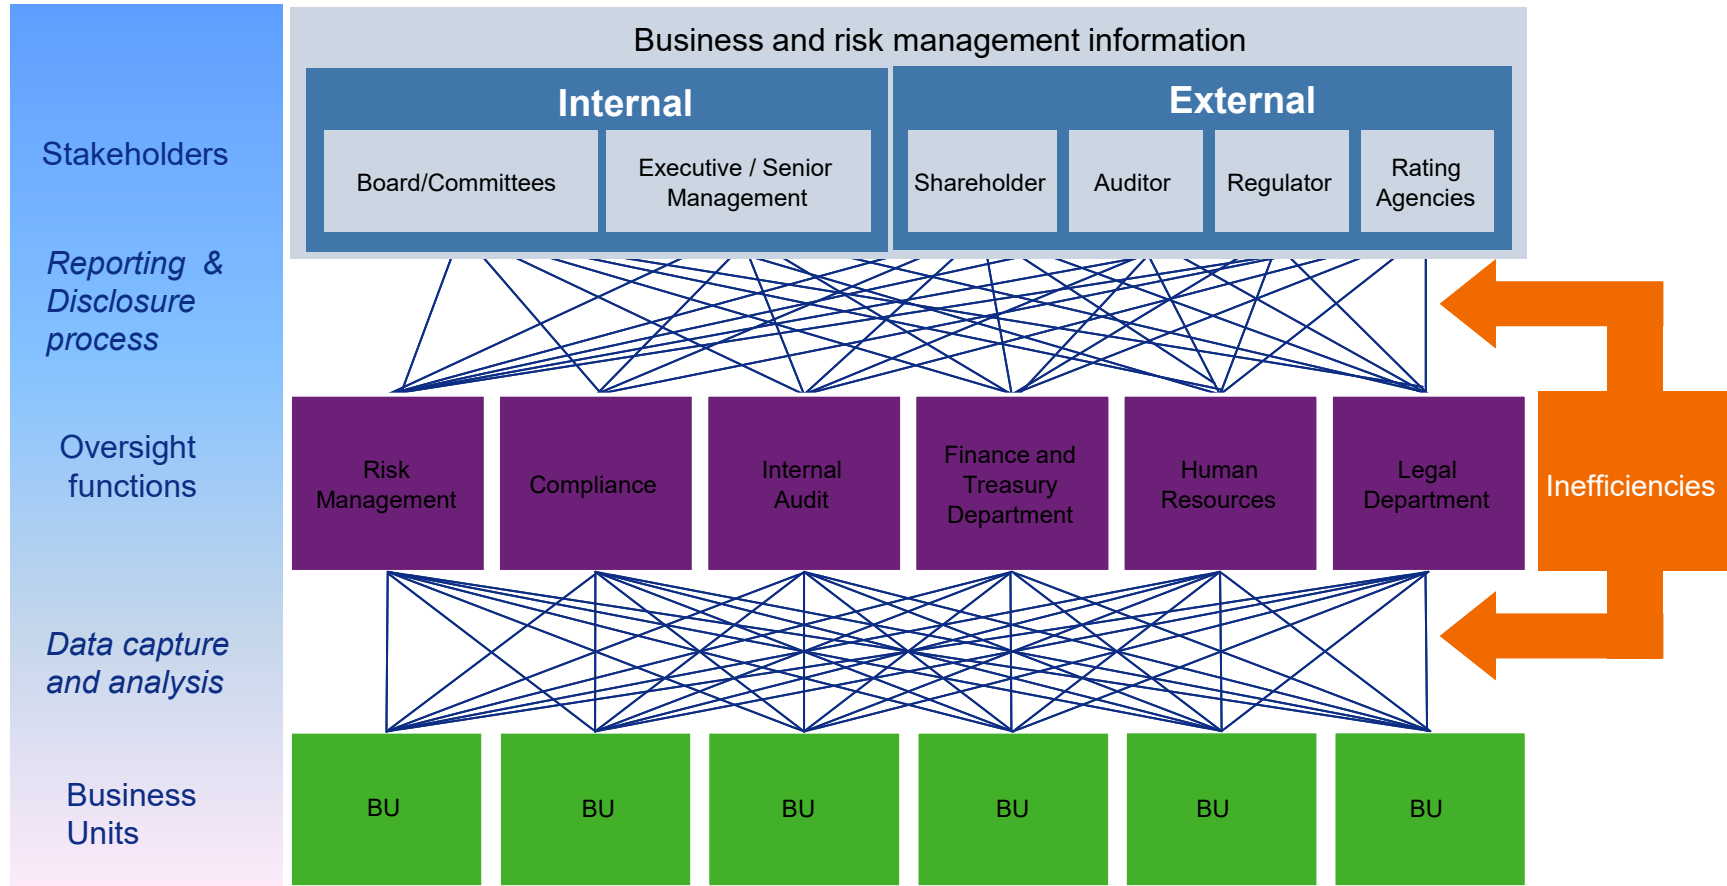 Business and risk management information
Internal
External
Stakeholders
Board/Committees
Executive / Senior
Management
Shareholder
Auditor
Regulator
Rating
Agencies
Reporting &
Disclosure
process
Oversight
functions
Risk
Management
Compliance
Internal
Audit
Finance and
Treasury
Department
Human
Resources
Legal
Department
Inefficiencies
Data capture
and analysis
Business
Units
BU
BU
BU
BU
BU
BU